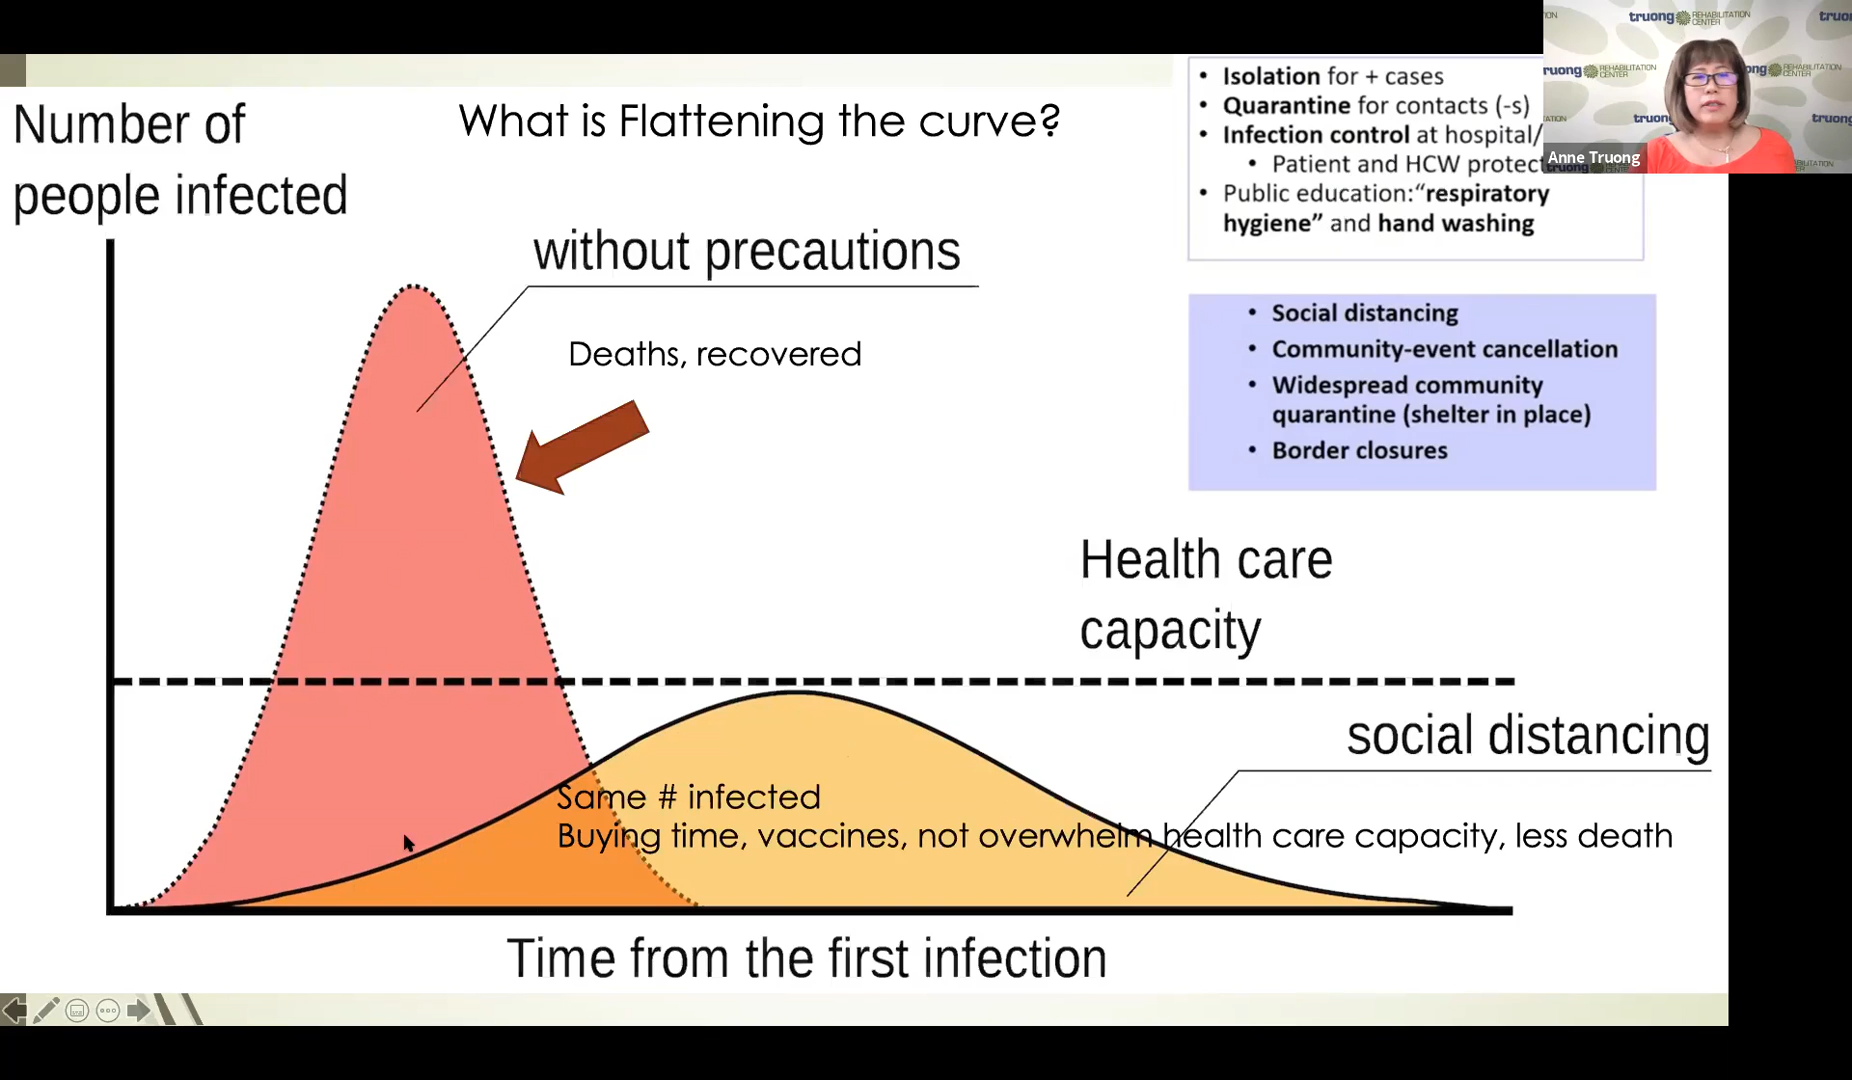 What is Flattening the curve?
Number of
people infected
without precautions
Deaths, recovered
Health care
capacity
social distancing
Same # infected
Buying time, vaccines, not overwhelm health care capacity, less death
Time from the first infection
• Isolation for + cases
• Quarantine for contacts (-s)
• Infection control at hospital/
• Patient and HCW protect
• Public education:“respiratory
hygiene” and hand washing
• Social distancing
• Community-event cancellation
• Widespread community
quarantine (shelter in place)
• Border closures
truong REHABILITATION CENTER
Anne Truong